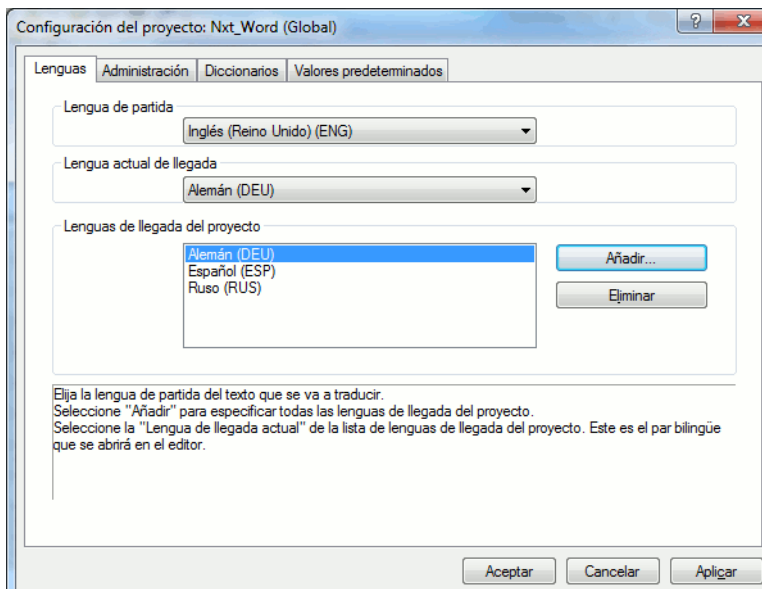 Configuración del proyecto: Nxt_Word (Global)
Lenguas Administración Diccionarios Valores predeterminados
Lengua de partida
Inglés (Reino Unido) (ENG)
Lengua actual de llegada
Alemán (DEU)
Lenguas de llegada del proyecto
Alemán (DEU)
Español (ESP)
Ruso (RUS)
Añadir...
Eliminar
Elija la lengua de partida del texto que se va a traducir.
Seleccione "Añadir" para especificar todas las lenguas de llegada del proyecto.
Seleccione la "Lengua de llegada actual" de la lista de lenguas de llegada del proyecto. Este es el par bilingüe
que se abrirá en el editor.
Aceptar Cancelar Aplicar